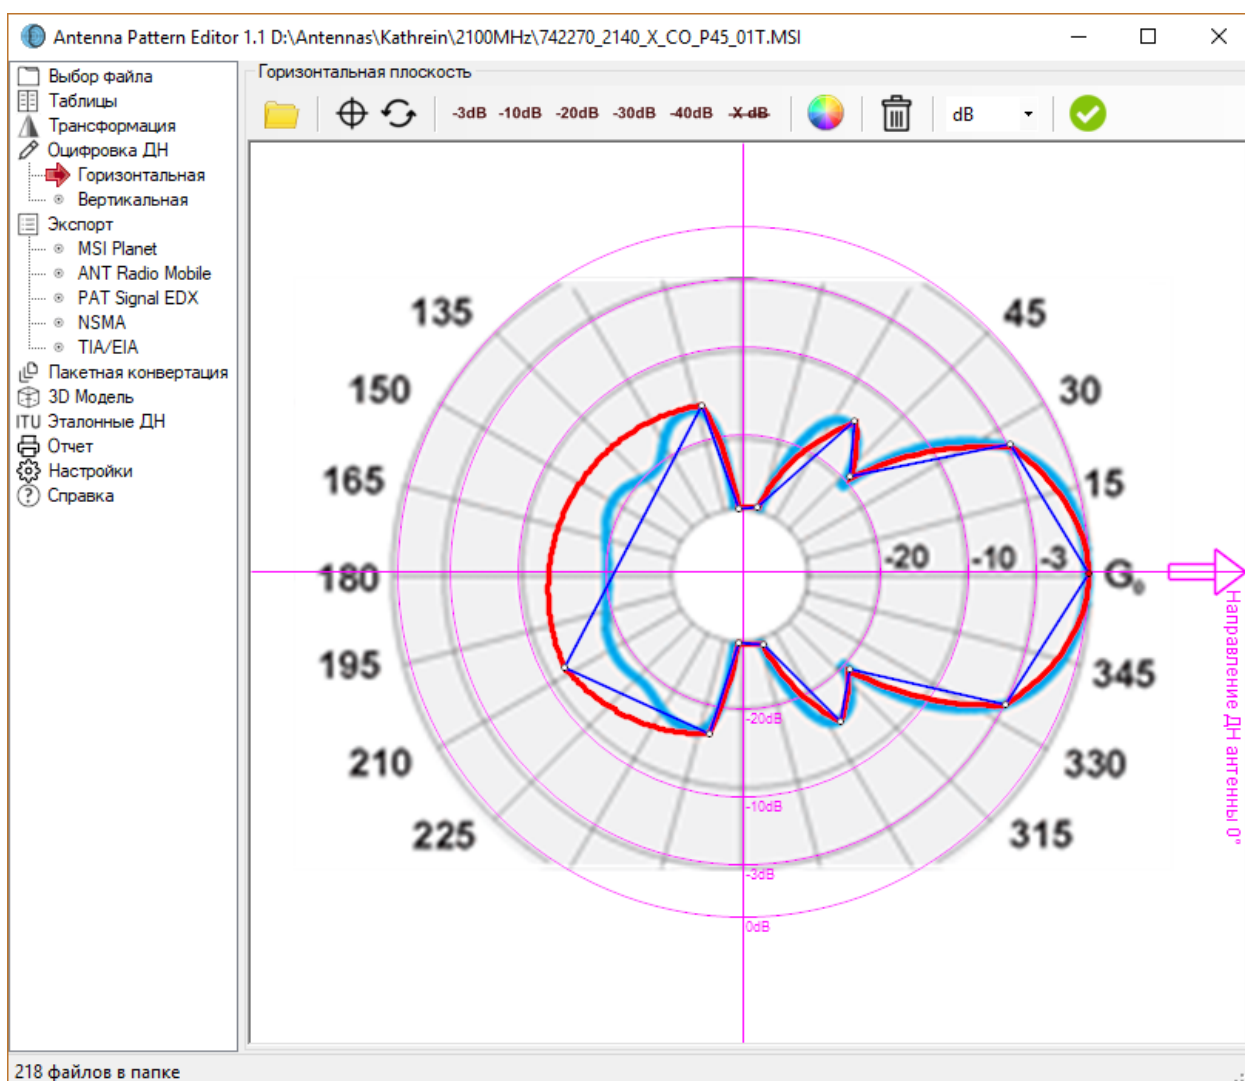 Antenna Pattern Editor 1.1 D:\Antennas\Kathrein\2100MHz\742270_2140_X_CO_P45_01T.MSI
Выбор файла
Таблицы
Трансформация
Оцифровка ДН
Горизонтальная
Вертикальная
Экспорт
MSI Planet
ANT Radio Mobile
PAT Signal EDX
NSMA
TIA/EIA
Пакетная конвертация
3D Модель
ITU Эталонные ДН
Отчет
Настройки
Справка
Горизонтальная плоскость
-3dB -10dB -20dB -30dB -40dB X dB
dB
135
45
150
30
165
15
-20 -10 -3 G₀
180
195
345
210
330
225
315
-20dB
-10dB
-3dB
0dB
Направление ДН антенны 0°
218 файлов в папке